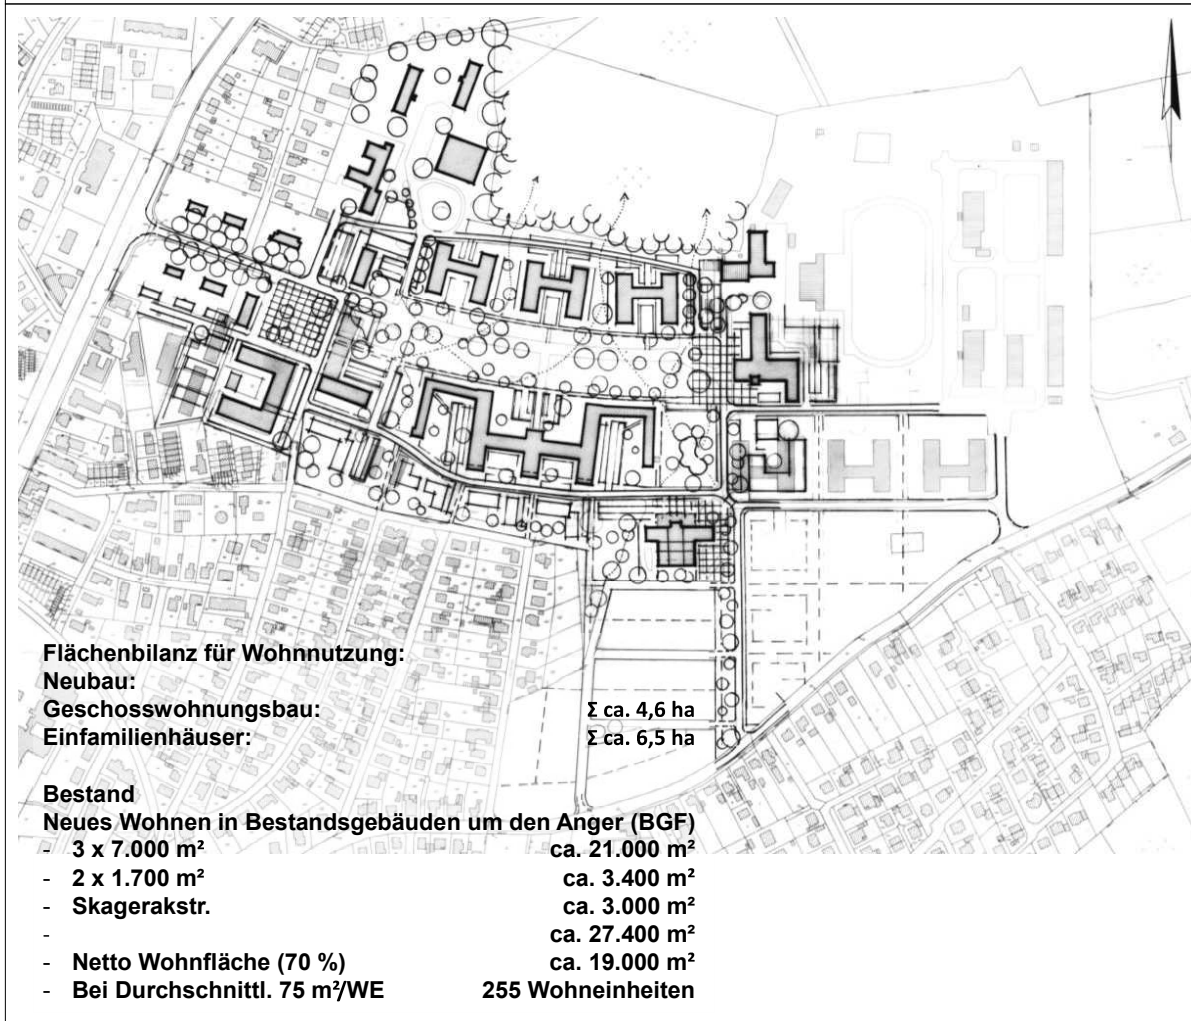 Flächenbilanz für Wohnnutzung:
Neubau:
Geschosswohnungsbau: Σ ca. 4,6 ha
Einfamilienhäuser: Σ ca. 6,5 ha
Bestand
Neues Wohnen in Bestandsgebäuden um den Anger (BGF)
- 3 x 7.000 m² ca. 21.000 m²
- 2 x 1.700 m² ca. 3.400 m²
- Skagerakstr. ca. 3.000 m²
- ca. 27.400 m²
- Netto Wohnfläche (70 %) ca. 19.000 m²
- Bei Durchschnittl. 75 m²/WE 255 Wohneinheiten